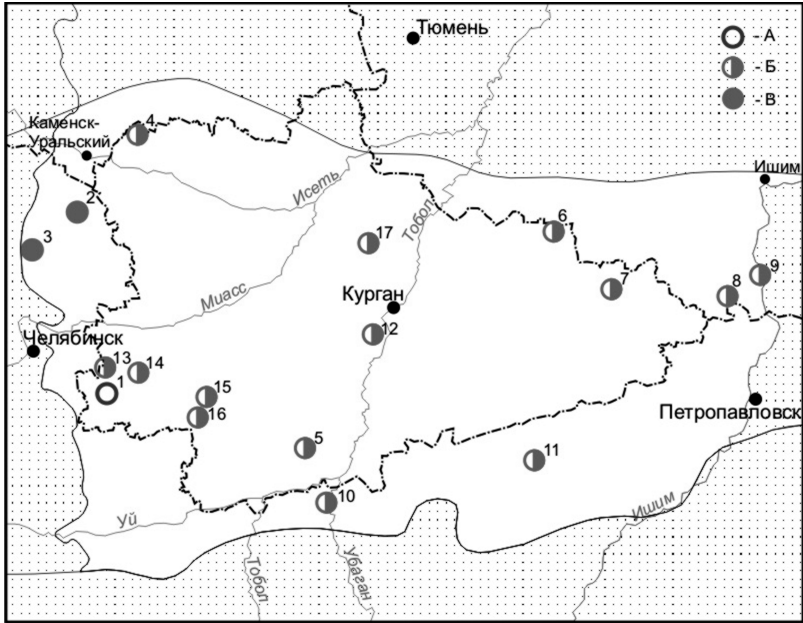 Тюмень
- А
- Б
- В
Каменск-
Уральский
4
Ишим
Исеть
2
3
17
Тобол
6
7
8
9
Миасс
Курган
12
Челябинск
13
14
1
15
16
Петропавловск
5
11
10
Уй
Ишим
Тобол
Убаган